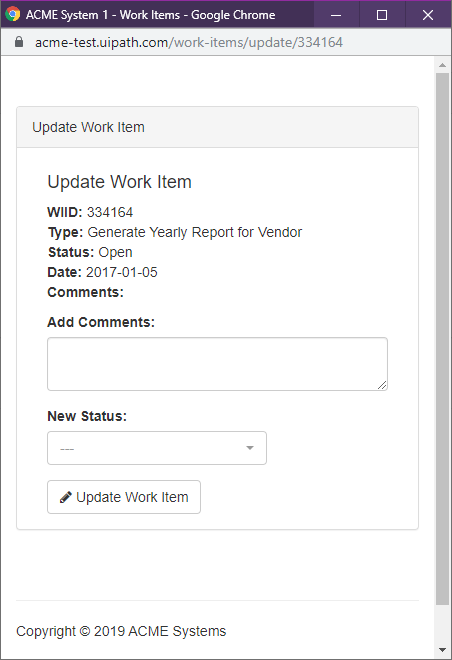 ACME System 1 - Work Items - Google Chrome
acme-test.uipath.com/work-items/update/334164
Update Work Item
Update Work Item
WIID: 334164
Type: Generate Yearly Report for Vendor
Status: Open
Date: 2017-01-05
Comments:
Add Comments:
New Status:
---
Update Work Item
Copyright © 2019 ACME Systems